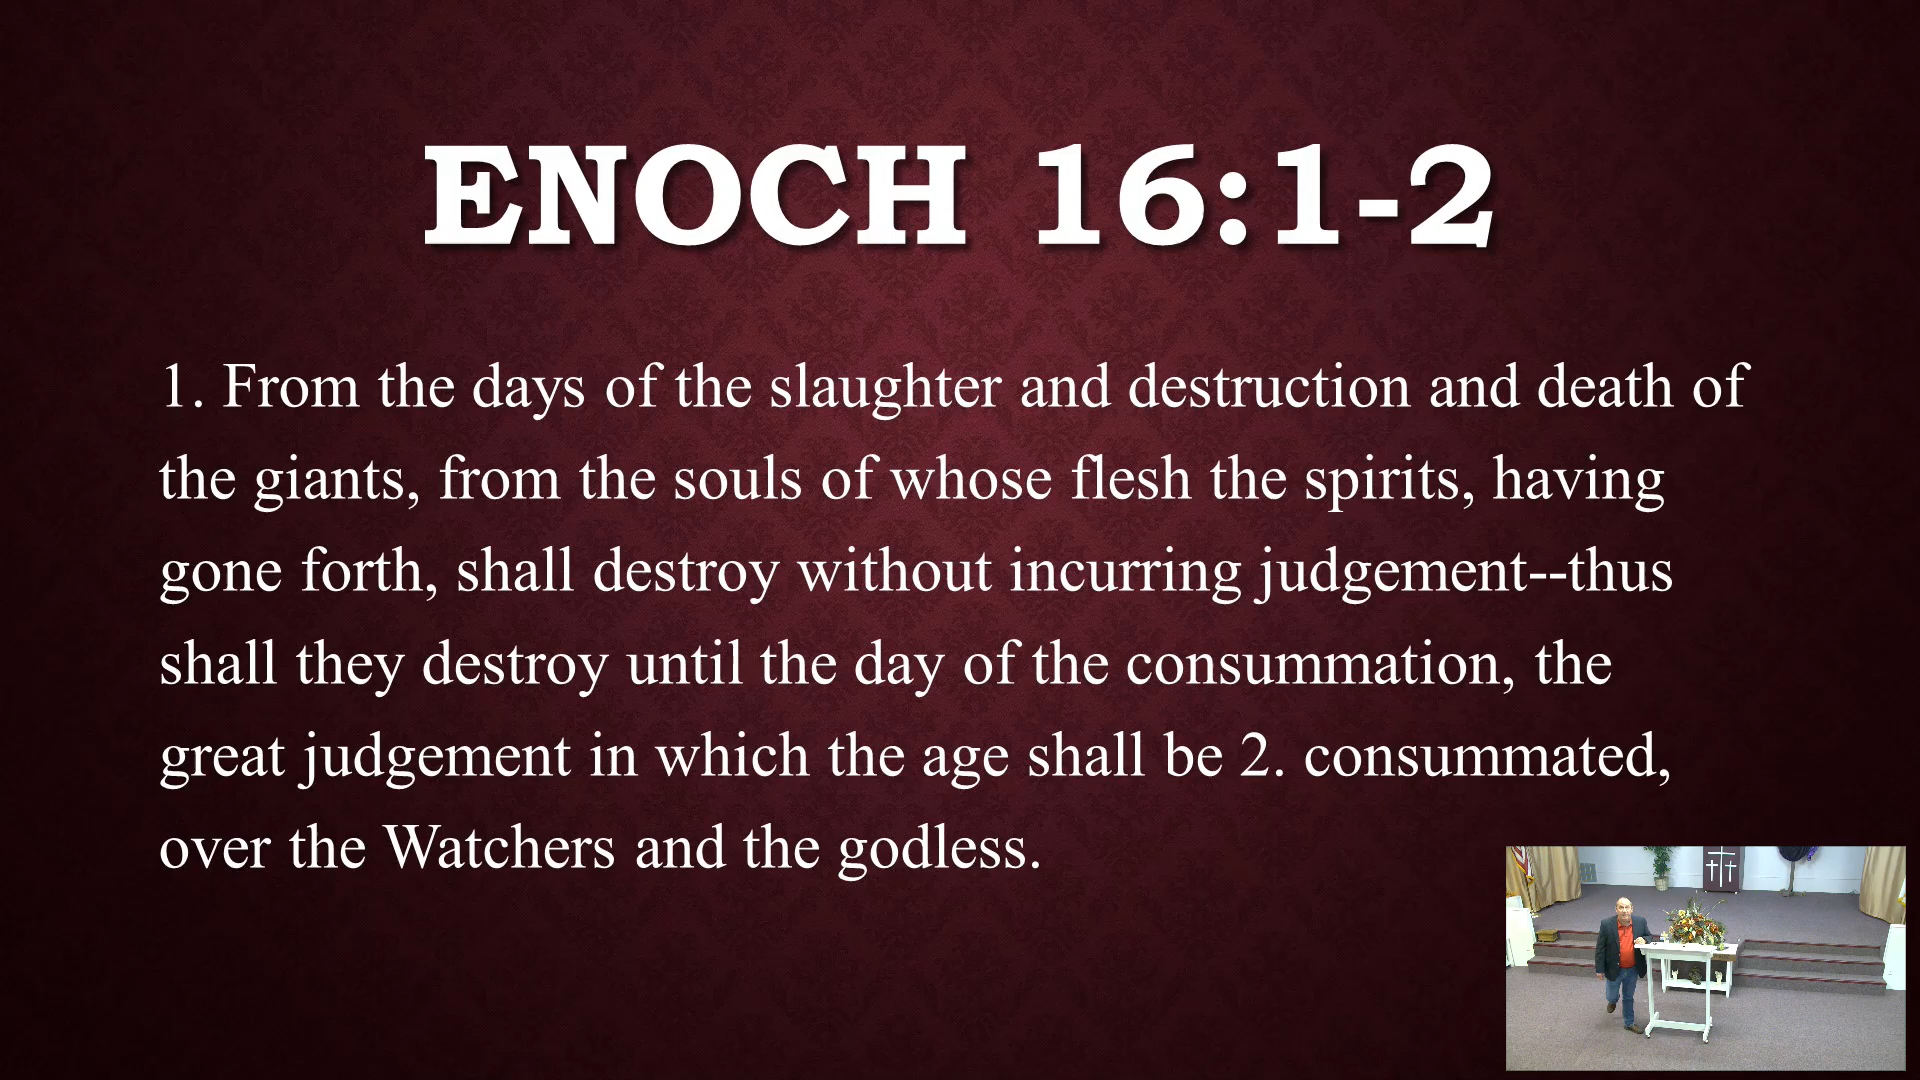 ENOCH 16:1-2
1. From the days of the slaughter and destruction and death of
the giants, from the souls of whose flesh the spirits, having
gone forth, shall destroy without incurring judgement--thus
shall they destroy until the day of the consummation, the
great judgement in which the age shall be 2. consummated,
over the Watchers and the godless.